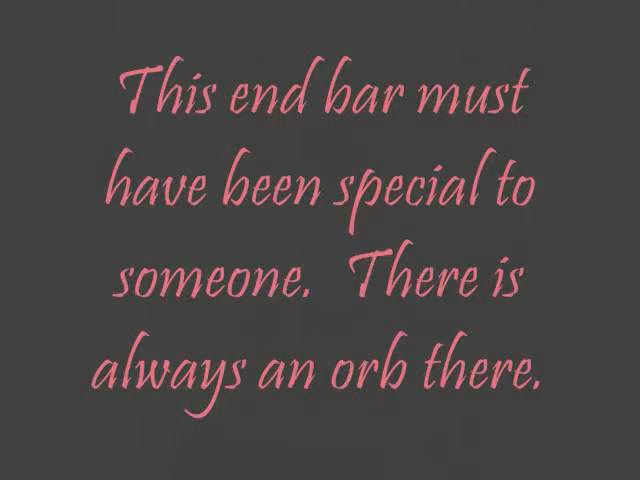 This end bar must
have been special to
someone.  There is
always an orb there.